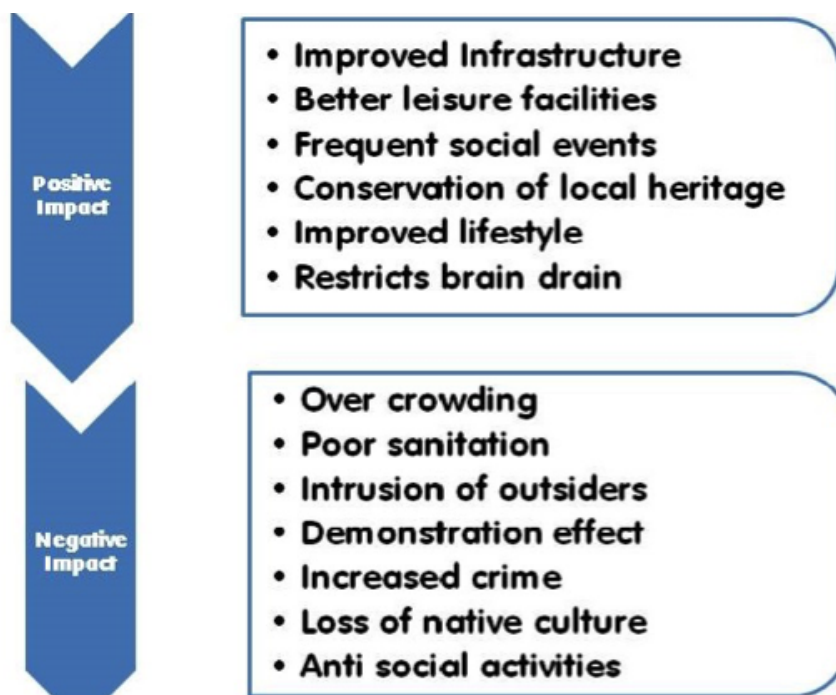 Positive
Impact
• Improved Infrastructure
• Better leisure facilities
• Frequent social events
• Conservation of local heritage
• Improved lifestyle
• Restricts brain drain
Negative
Impact
• Over crowding
• Poor sanitation
• Intrusion of outsiders
• Demonstration effect
• Increased crime
• Loss of native culture
• Anti social activities